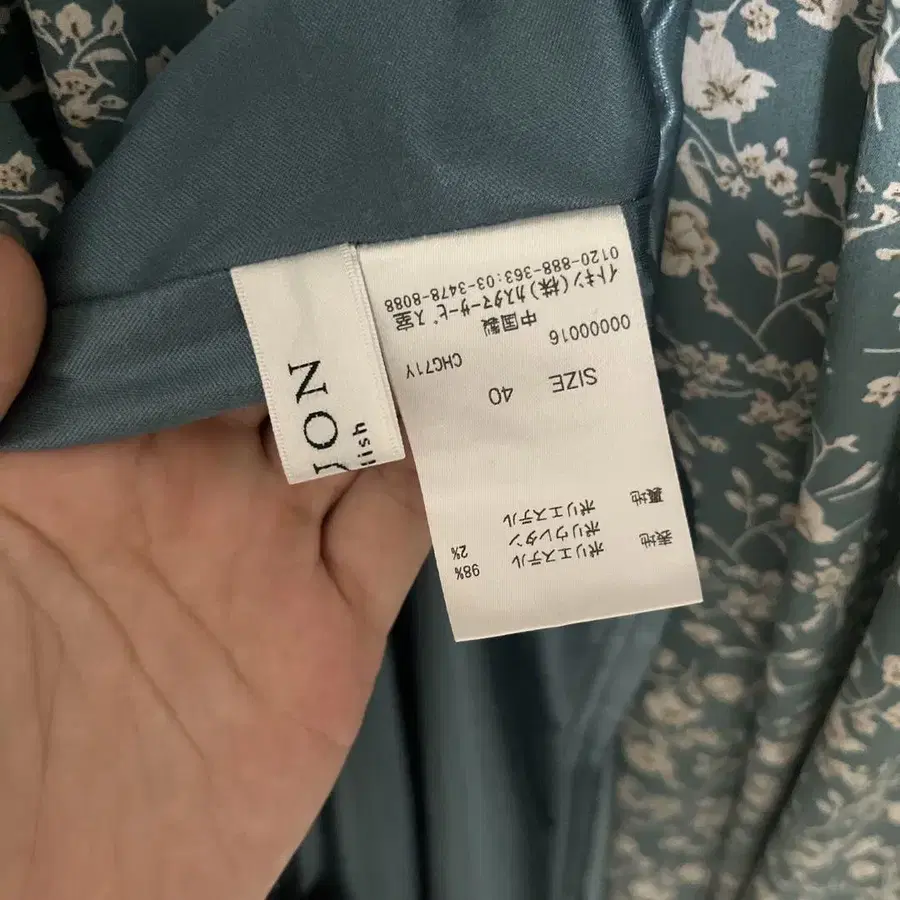 表地 ポリエステル 98%
ポリウレタン 2%
裏地 ポリエステル
SIZE 40
00000016 CHG71Y
中国製
イトキン(株)カスタマーサービス室
0120-888-363:03-3478-8088
JON
lish